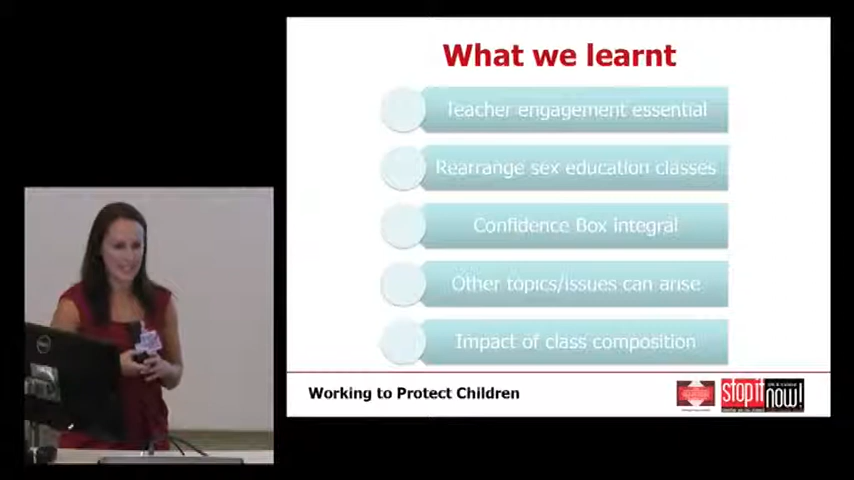 What we learnt
Teacher engagement essential
Rearrange sex education classes
Confidence Box integral
Other topics/issues can arise
Impact of class composition
Working to Protect Children
stop it
now!
DELL